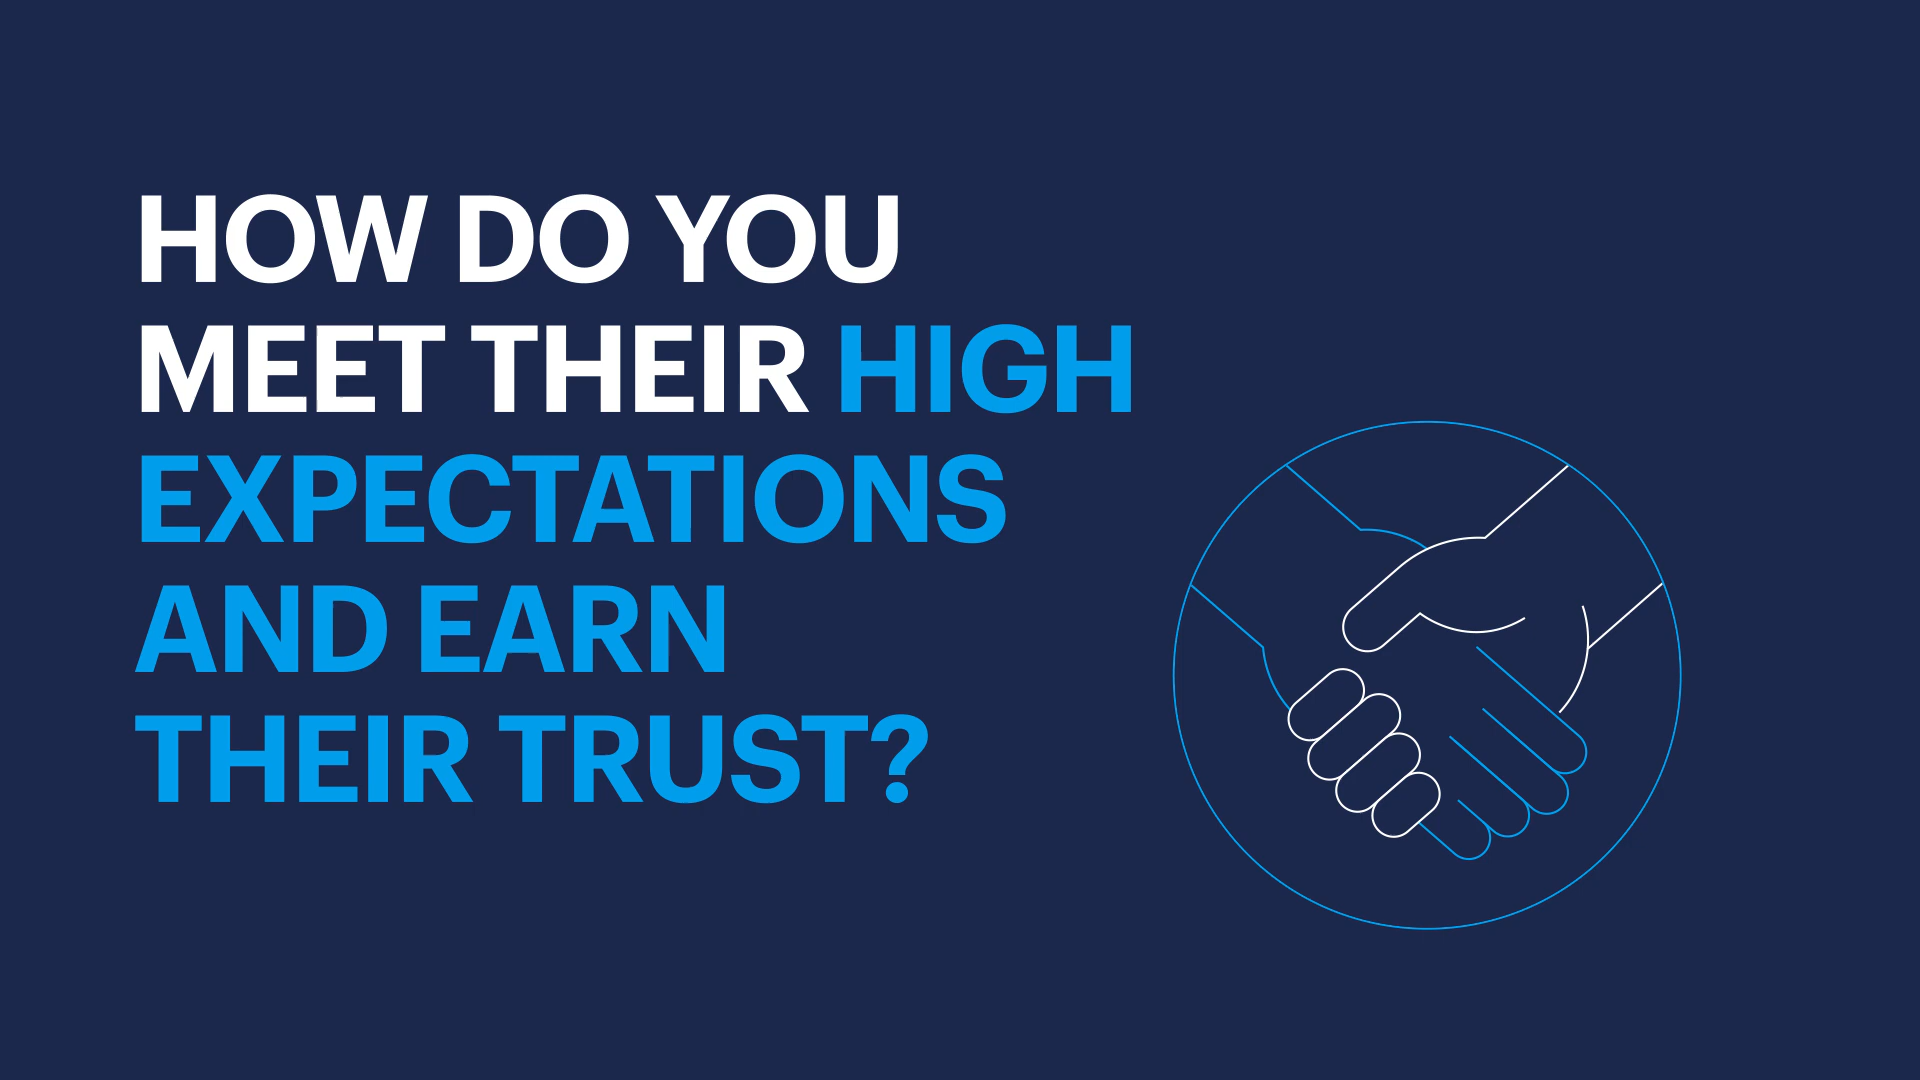 HOW DO YOU
MEET THEIR HIGH
EXPECTATIONS
AND EARN
THEIR TRUST?